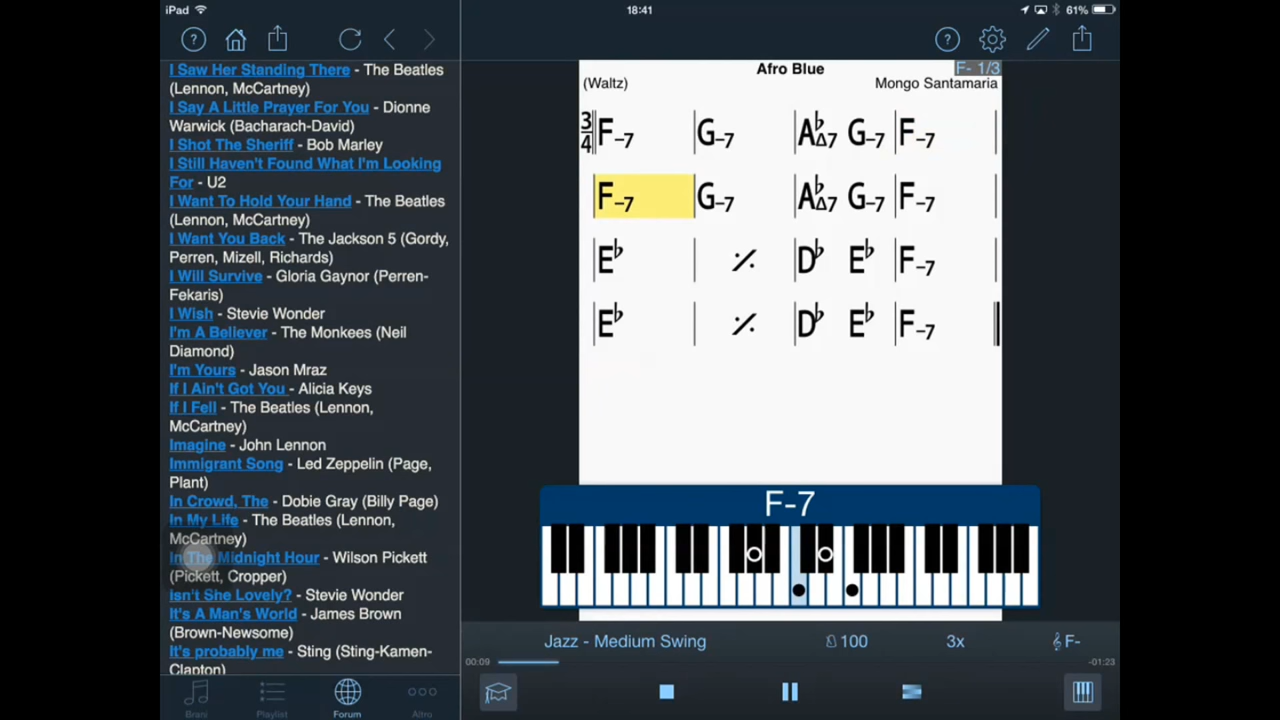 iPad
18:41
61%
I Saw Her Standing There - The Beatles
(Lennon, McCartney)
I Say A Little Prayer For You - Dionne
Warwick (Bacharach-David)
I Shot The Sheriff - Bob Marley
I Still Haven't Found What I'm Looking
For - U2
I Want To Hold Your Hand - The Beatles
(Lennon, McCartney)
I Want You Back - The Jackson 5 (Gordy,
Perren, Mizell, Richards)
I Will Survive - Gloria Gaynor (Perren-
Fekaris)
I Wish - Stevie Wonder
I'm A Believer - The Monkees (Neil
Diamond)
I'm Yours - Jason Mraz
If I Ain't Got You - Alicia Keys
If I Fell - The Beatles (Lennon,
McCartney)
Imagine - John Lennon
Immigrant Song - Led Zeppelin (Page,
Plant)
In Crowd, The - Dobie Gray (Billy Page)
In My Life - The Beatles (Lennon,
McCartney)
In The Midnight Hour - Wilson Pickett
(Pickett, Cropper)
Isn't She Lovely? - Stevie Wonder
It's A Man's World - James Brown
(Brown-Newsome)
It's probably me - Sting (Sting-Kamen-
Clapton)
Brani Playlist Forum Altro
Afro Blue
F- 1/3
(Waltz) Mongo Santamaria
3/4 F-7 G-7 A♭Δ7 G-7 F-7
F-7 G-7 A♭Δ7 G-7 F-7
E♭ 𝄎 D♭ E♭ F-7
E♭ 𝄎 D♭ E♭ F-7
F-7
Jazz - Medium Swing 100 3x F-
00:09 -01:23